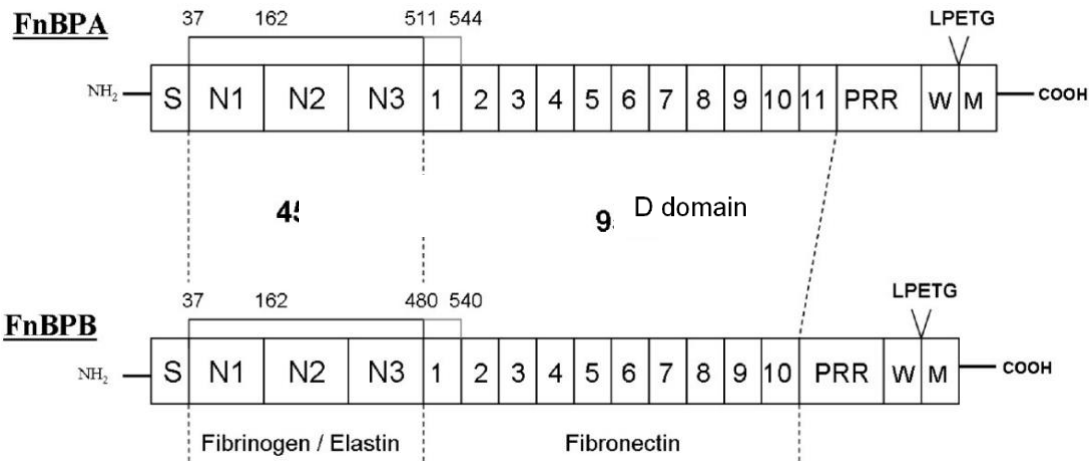 FnBPA
37 162 511 544 LPETG
NH₂ S N1 N2 N3 1 2 3 4 5 6 7 8 9 10 11 PRR W M COOH
D domain
FnBPB
37 162 480 540 LPETG
NH₂ S N1 N2 N3 1 2 3 4 5 6 7 8 9 10 PRR W M COOH
Fibrinogen / Elastin Fibronectin